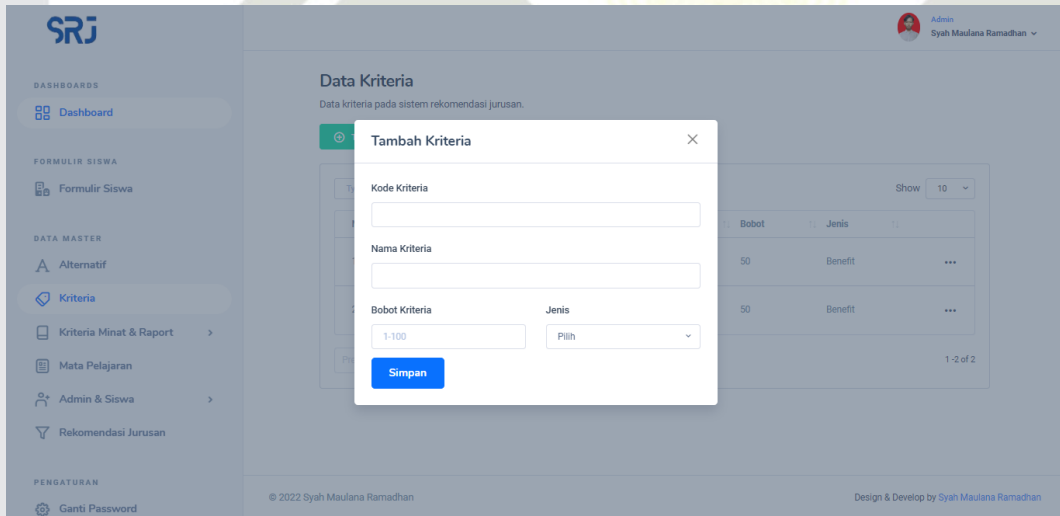 SRJ
Admin
Syah Maulana Ramadhan
DASHBOARDS
Dashboard
FORMULIR SISWA
Formulir Siswa
DATA MASTER
Alternatif
Kriteria
Kriteria Minat & Raport
Mata Pelajaran
Admin & Siswa
Rekomendasi Jurusan
PENGATURAN
Ganti Password
Data Kriteria
Data kriteria pada sistem rekomendasi jurusan.
Show 10
Bobot Jenis
50 Benefit
50 Benefit
1 -2 of 2
Tambah Kriteria
Kode Kriteria
Nama Kriteria
Bobot Kriteria Jenis
1-100 Pilih
Simpan
© 2022 Syah Maulana Ramadhan
Design & Develop by Syah Maulana Ramadhan